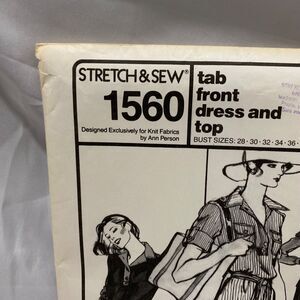 STRETCH & SEW®
1560
Designed Exclusively for Knit Fabrics
by Ann Person
tab
front
dress and
top
BUST SIZES: 28 · 30 · 32 · 34 · 36 ·